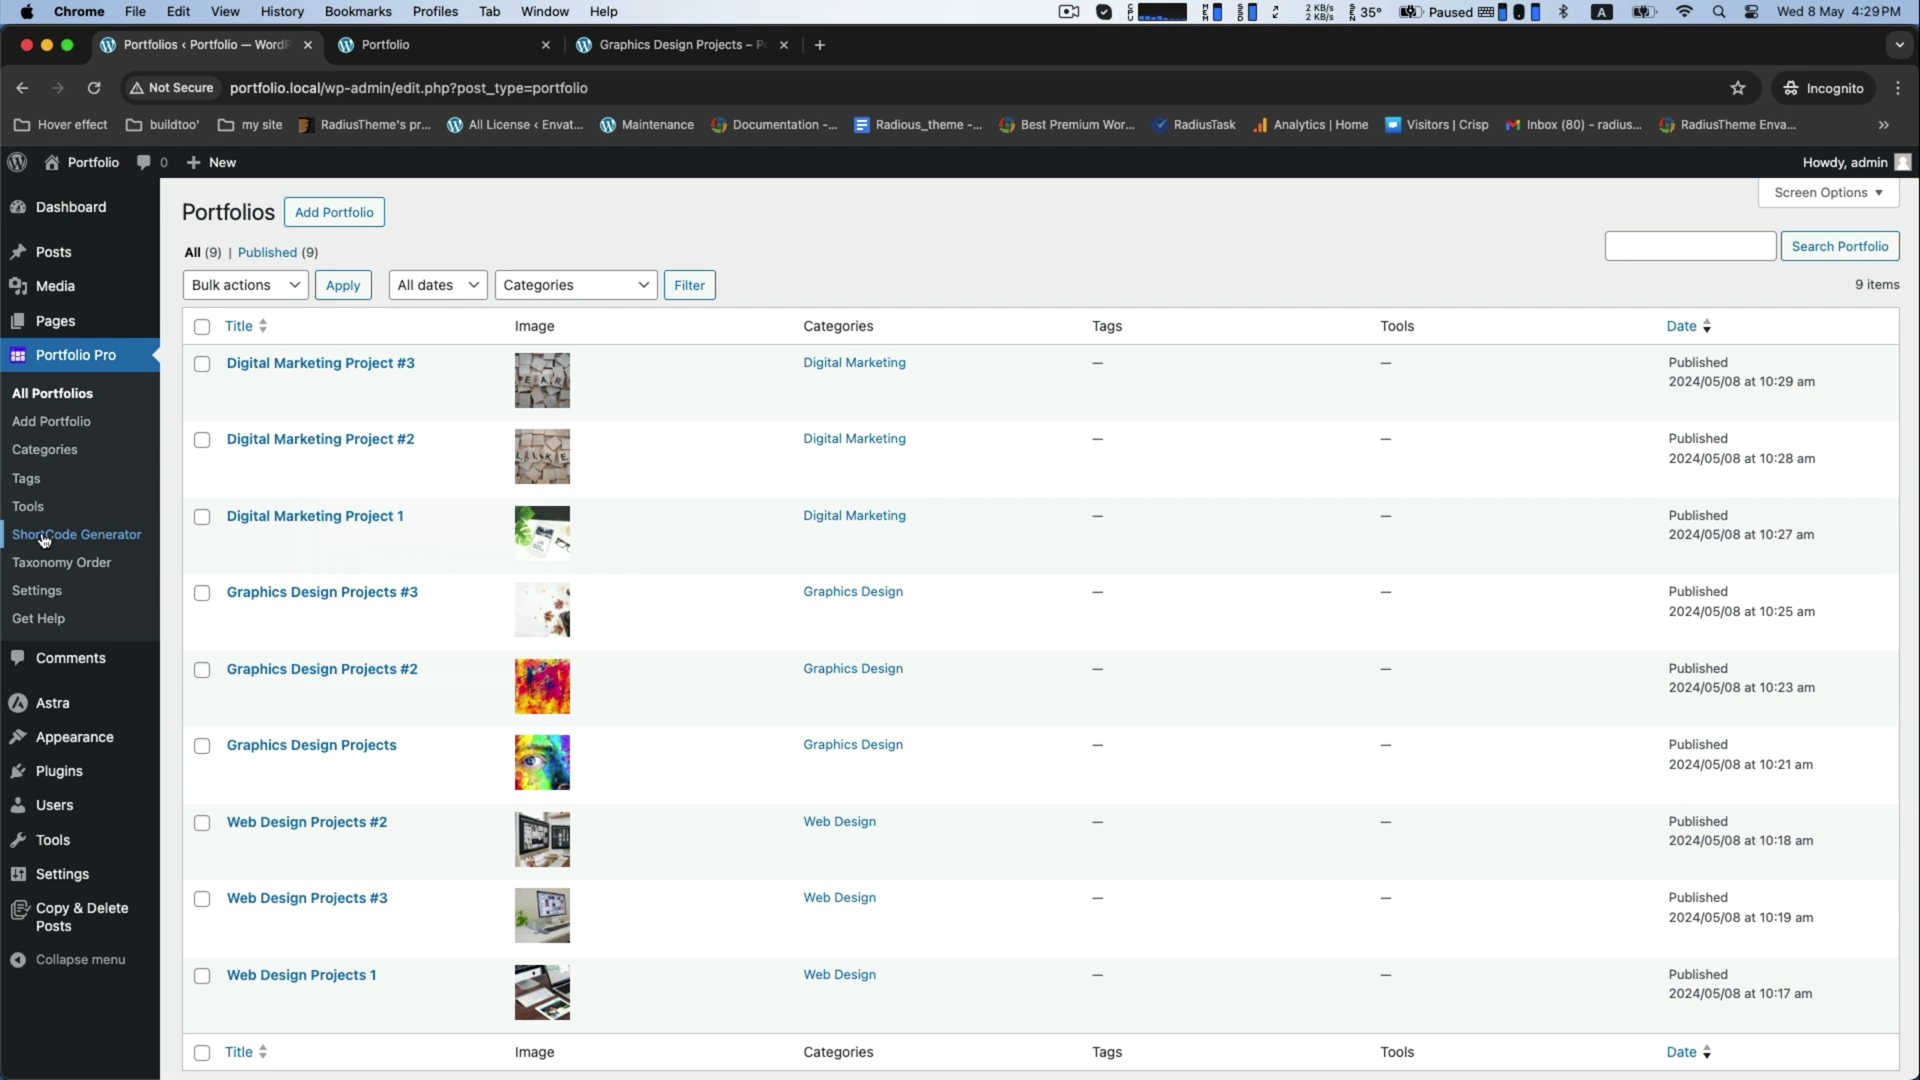 Chrome File Edit View History Bookmarks Profiles Tab Window Help 2 KB/s 2 KB/s 35° Paused A Wed 8 May 4:29 PM
Portfolios ‹ Portfolio — WordP Portfolio Graphics Design Projects – P
Not Secure portfolio.local/wp-admin/edit.php?post_type=portfolio Incognito
Hover effect buildtoo' my site RadiusTheme's pr... All License ‹ Envat... Maintenance Documentation -... Radious_theme -... Best Premium Wor... RadiusTask Analytics | Home Visitors | Crisp Inbox (80) - radius... RadiusTheme Enva... »
Portfolio 0 + New Howdy, admin
Screen Options
Dashboard
Posts
Media
Pages
Portfolio Pro
All Portfolios
Add Portfolio
Categories
Tags
Tools
ShortCode Generator
Taxonomy Order
Settings
Get Help
Comments
Astra
Appearance
Plugins
Users
Tools
Settings
Copy & Delete
Posts
Collapse menu
Portfolios Add Portfolio
All (9) | Published (9) Search Portfolio
Bulk actions Apply All dates Categories Filter 9 items
Title Image Categories Tags Tools Date
Digital Marketing Project #3 Digital Marketing — — Published
2024/05/08 at 10:29 am
Digital Marketing Project #2 Digital Marketing — — Published
2024/05/08 at 10:28 am
Digital Marketing Project 1 Digital Marketing — — Published
2024/05/08 at 10:27 am
Graphics Design Projects #3 Graphics Design — — Published
2024/05/08 at 10:25 am
Graphics Design Projects #2 Graphics Design — — Published
2024/05/08 at 10:23 am
Graphics Design Projects Graphics Design — — Published
2024/05/08 at 10:21 am
Web Design Projects #2 Web Design — — Published
2024/05/08 at 10:18 am
Web Design Projects #3 Web Design — — Published
2024/05/08 at 10:19 am
Web Design Projects 1 Web Design — — Published
2024/05/08 at 10:17 am
Title Image Categories Tags Tools Date